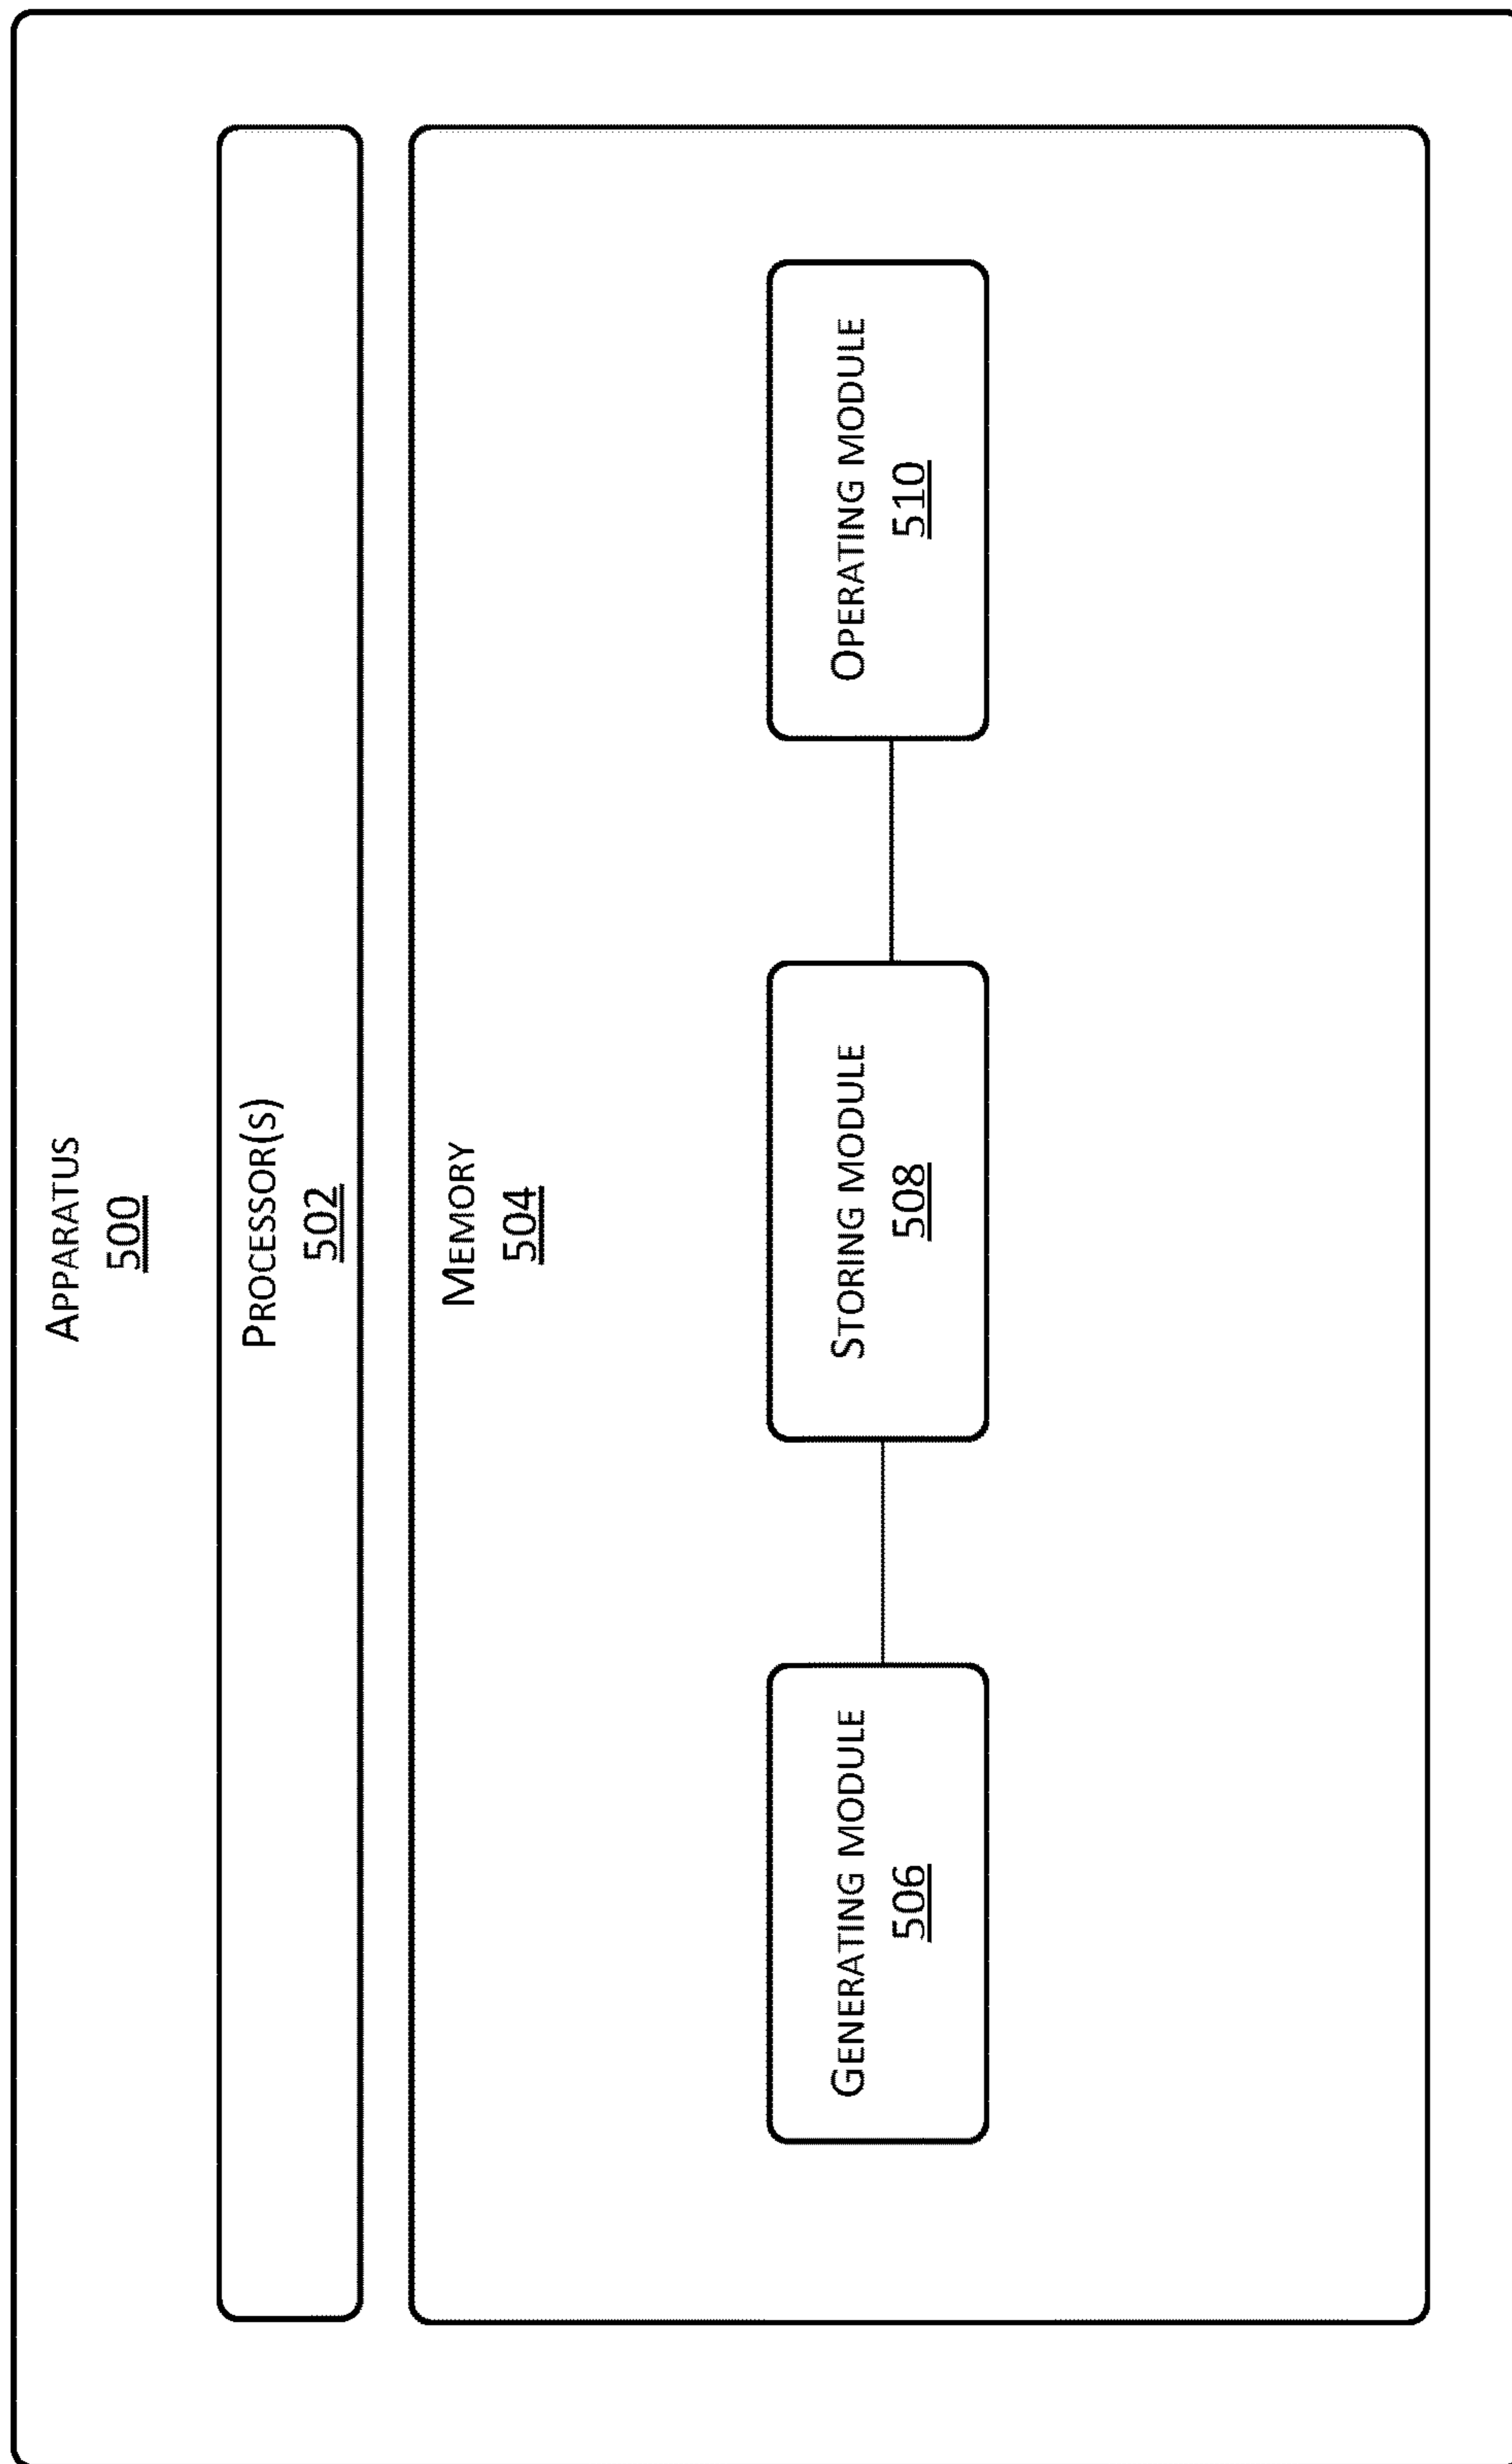 APPARATUS
500
PROCESSOR(S)
502
MEMORY
504
GENERATING MODULE
506
STORING MODULE
508
OPERATING MODULE
510